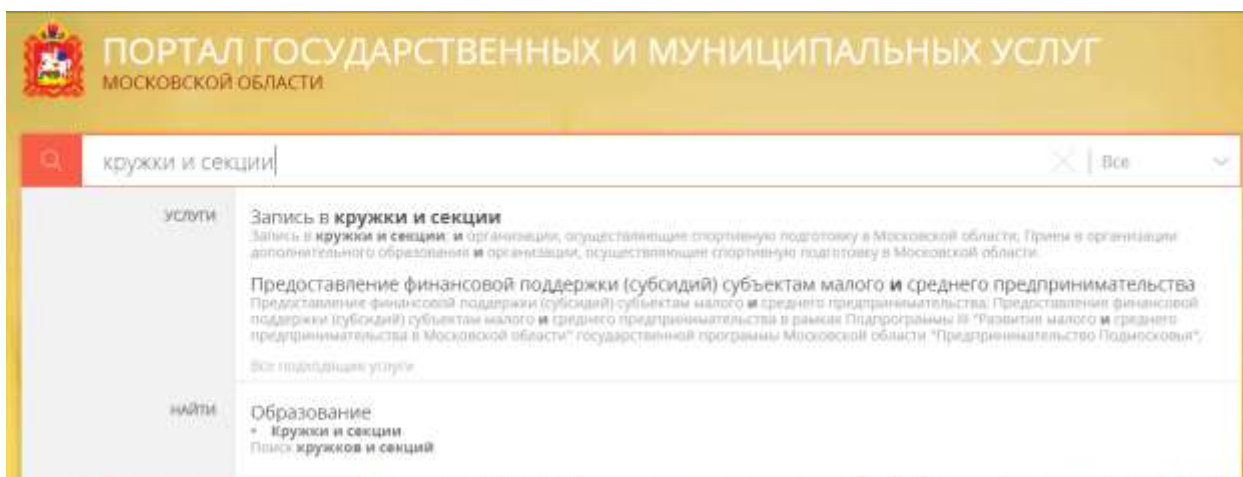 ПОРТАЛ ГОСУДАРСТВЕННЫХ И МУНИЦИПАЛЬНЫХ УСЛУГ
МОСКОВСКОЙ ОБЛАСТИ
кружки и секции
Все
УСЛУГИ
Запись в кружки и секции
Запись в кружки и секции: и организации, осуществляющие спортивную подготовку в Московской области; Прием в организации
дополнительного образования и организации, осуществляющие спортивную подготовку в Московской области.
Предоставление финансовой поддержки (субсидий) субъектам малого и среднего предпринимательства
Предоставление финансовой поддержки (субсидий) субъектам малого и среднего предпринимательства; Предоставление финансовой
поддержки (субсидий) субъектам малого и среднего предпринимательства в рамках Подпрограммы III "Развитие малого и среднего
предпринимательства в Московской области" государственной программы Московской области "Предпринимательство Подмосковья".
Все подходящие услуги
НАЙТИ
Образование
• Кружки и секции
Поиск кружков и секций